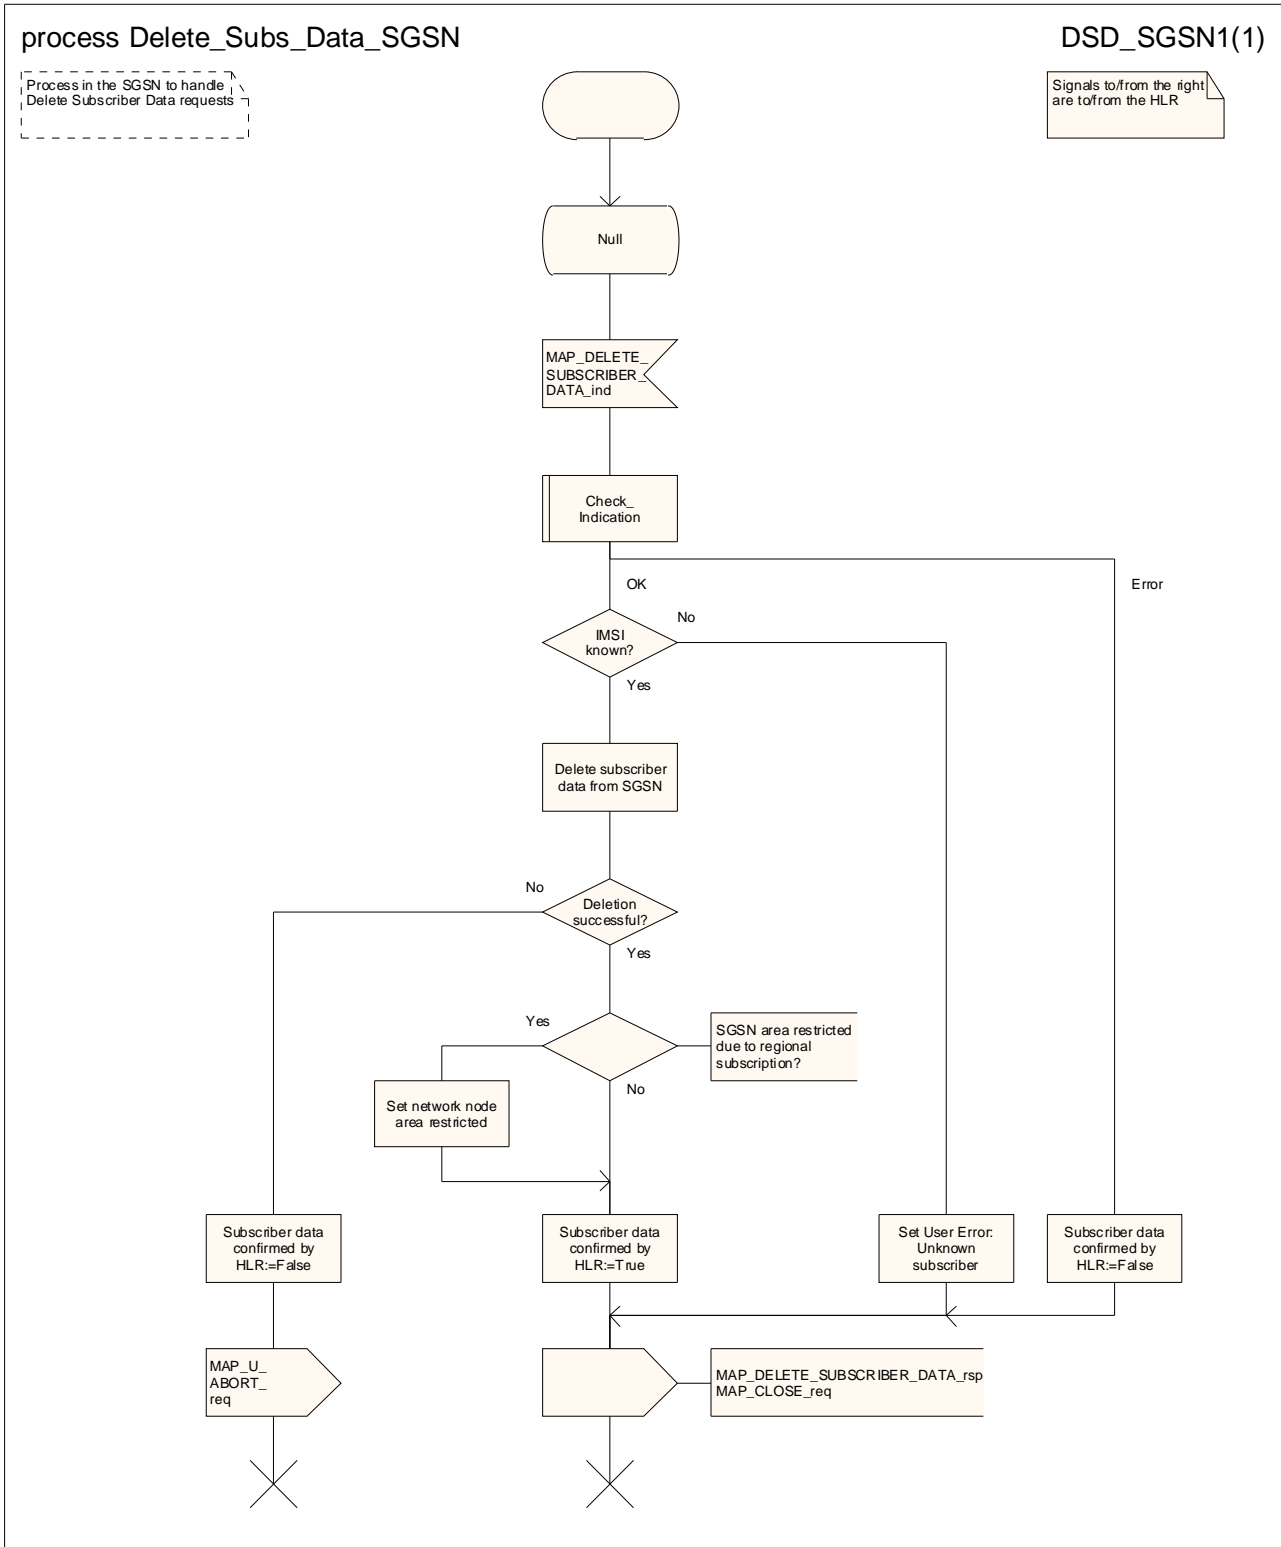 process Delete_Subs_Data_SGSN
DSD_SGSN1(1)
Process in the SGSN to handle
Delete Subscriber Data requests
Signals to/from the right
are to/from the HLR
Null
MAP_DELETE_
SUBSCRIBER_
DATA_ind
Check_
Indication
OK
Error
IMSI
known?
No
Yes
Delete subscriber
data from SGSN
No
Deletion
successful?
Yes
Yes
SGSN area restricted
due to regional
subscription?
No
Set network node
area restricted
Subscriber data
confirmed by
HLR:=False
Subscriber data
confirmed by
HLR:=True
Set User Error:
Unknown
subscriber
Subscriber data
confirmed by
HLR:=False
MAP_U_
ABORT_
req
MAP_DELETE_SUBSCRIBER_DATA_rsp
MAP_CLOSE_req